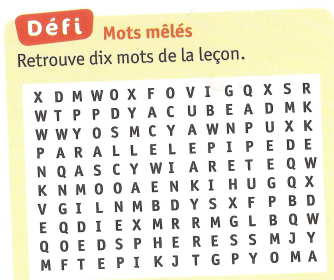 Défi Mots mêlés
Retrouve dix mots de la leçon.
X D M W O X F O V I G Q X S R
W T P P D Y A C U B E A D M K
W W Y O S M C Y A W N P U X K
P A R A L L E L E P I P E D E
N Q A S C Y W I A R E T E Q W
K N M O O A E N K I H U G Q X
V G I L N M B D Y S X F P B D
E Q D I E X M R R M G L B Q W
Q O E D S P H E R E S S M J Y
M F T E P I K J T G P Y O M A